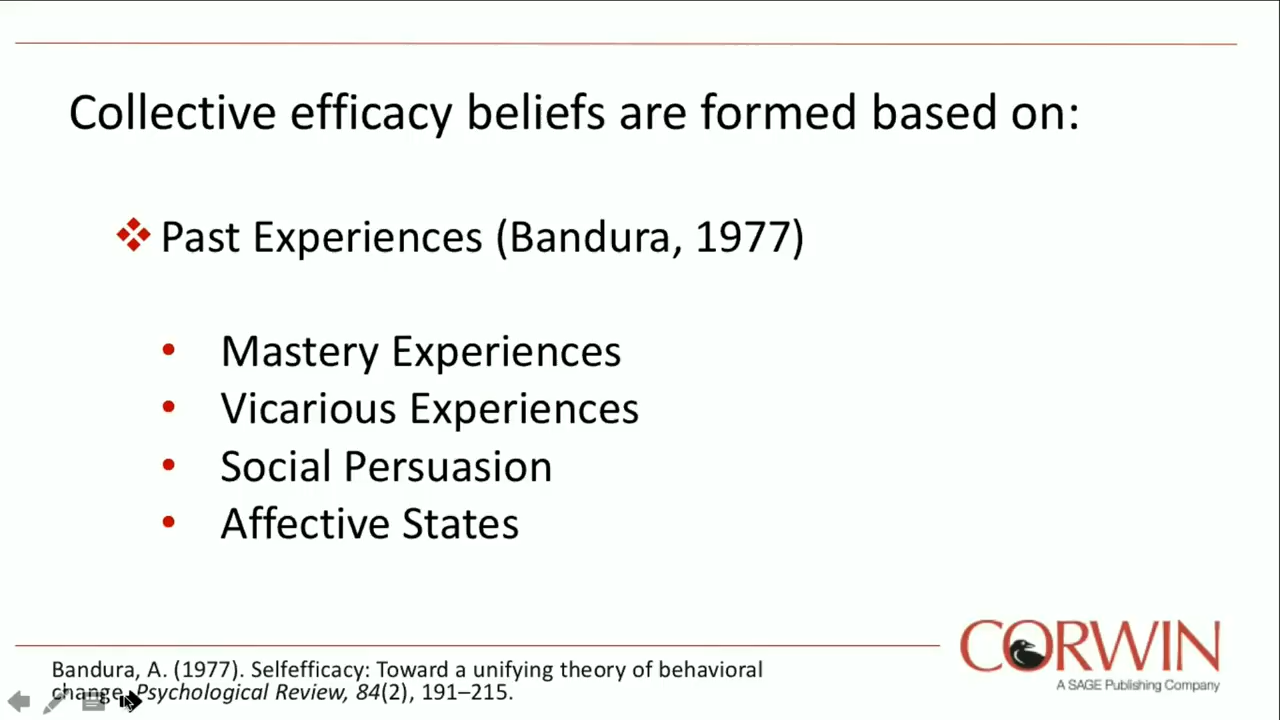 Collective efficacy beliefs are formed based on:
Past Experiences (Bandura, 1977)
Mastery Experiences
Vicarious Experiences
Social Persuasion
Affective States
Bandura, A. (1977). Selfefficacy: Toward a unifying theory of behavioral
change. Psychological Review, 84(2), 191–215.
CORWIN
A SAGE Publishing Company